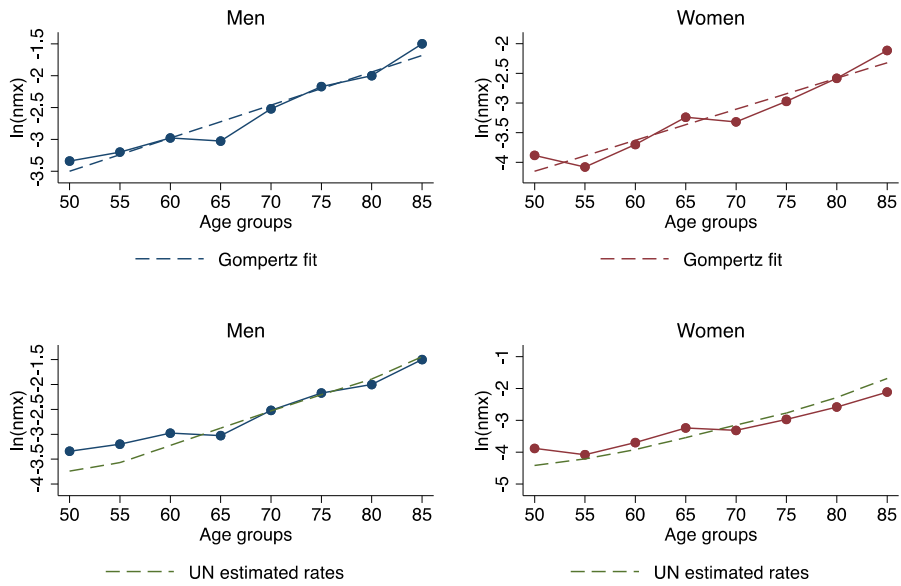 Men
ln(nmx)
-1.5
-2
-2.5
-3
-3.5
50 55 60 65 70 75 80 85
Age groups
Gompertz fit
Women
ln(nmx)
-2
-2.5
-3
-3.5
-4
50 55 60 65 70 75 80 85
Age groups
Gompertz fit
Men
ln(nmx)
-1.5
-2
-2.5
-3
-3.5
-4
50 55 60 65 70 75 80 85
Age groups
UN estimated rates
Women
ln(nmx)
-1
-2
-3
-4
-5
50 55 60 65 70 75 80 85
Age groups
UN estimated rates